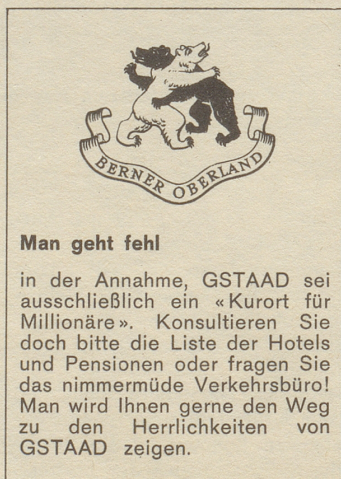 BERNER OBERLAND
Man geht fehl
in der Annahme, GSTAAD sei
ausschließlich ein «Kurort für
Millionäre». Konsultieren Sie
doch bitte die Liste der Hotels
und Pensionen oder fragen Sie
das nimmermüde Verkehrsbüro!
Man wird Ihnen gerne den Weg
zu den Herrlichkeiten von
GSTAAD zeigen.